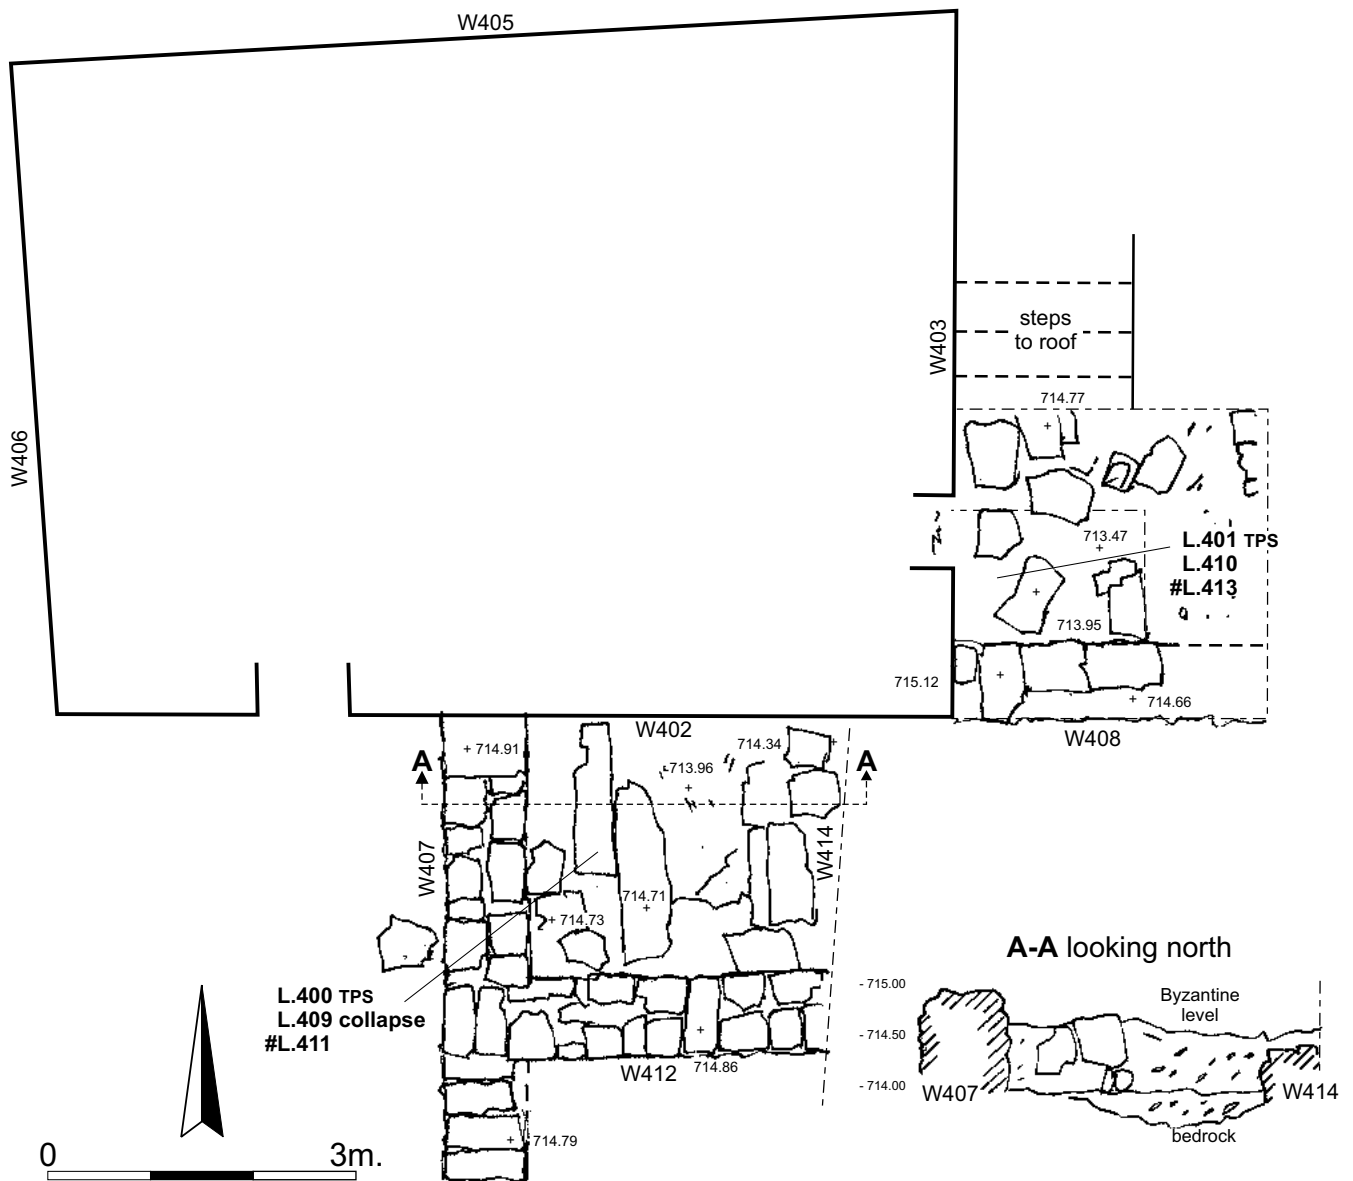 W405
W406
W403
steps
to roof
714.77
713.47
L.401 TPS
L.410
#L.413
713.95
715.12
714.66
W408
W402
714.91
A
713.96
714.34
A
W407
W414
714.71
714.73
L.400 TPS
L.409 collapse
#L.411
W412
714.86
714.79
0 3m.
A-A looking north
- 715.00
- 714.50
- 714.00
Byzantine
level
W407
W414
bedrock